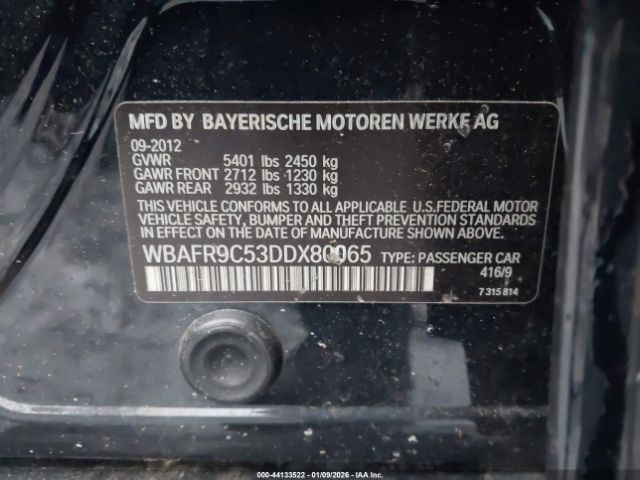 MFD BY BAYERISCHE MOTOREN WERKE AG
09-2012
GVWR 5401 lbs 2450 kg
GAWR FRONT 2712 lbs 1230 kg
GAWR REAR 2932 lbs 1330 kg
THIS VEHICLE CONFORMS TO ALL APPLICABLE U.S.FEDERAL MOTOR
VEHICLE SAFETY, BUMPER AND THEFT PREVENTION STANDARDS
IN EFFECT ON THE DATE OF MANUFACTURE SHOWN ABOVE.
WBAFR9C53DDX80065 TYPE: PASSENGER CAR
416/9
7 315 814
000-44133522 - 01/09/2026 - IAA Inc.